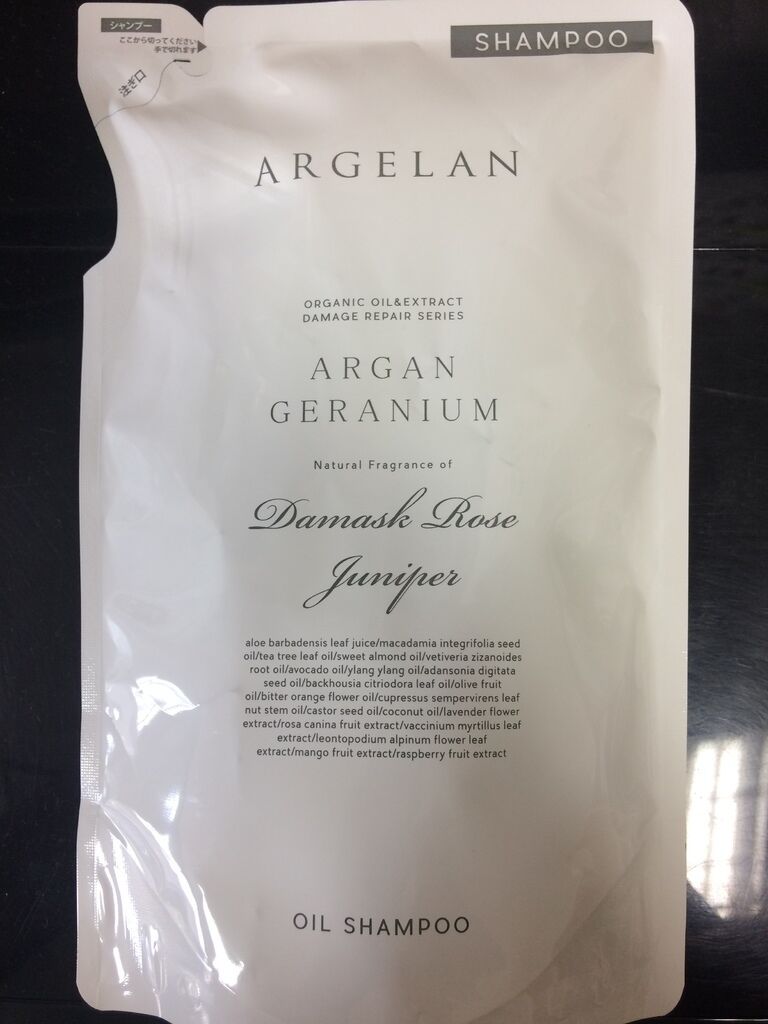 シャンプー
ここから切ってください
手で切れます
注ぎ口
SHAMPOO
ARGELAN
ORGANIC OIL&EXTRACT
DAMAGE REPAIR SERIES
ARGAN
GERANIUM
Natural Fragrance of
Damask Rose
Juniper
aloe barbadensis leaf juice/macadamia integrifolia seed
oil/tea tree leaf oil/sweet almond oil/vetiveria zizanoides
root oil/avocado oil/ylang ylang oil/adansonia digitata
seed oil/backhousia citriodora leaf oil/olive fruit
oil/bitter orange flower oil/cupressus sempervirens leaf
nut stem oil/castor seed oil/coconut oil/lavender flower
extract/rosa canina fruit extract/vaccinium myrtillus leaf
extract/leontopodium alpinum flower leaf
extract/mango fruit extract/raspberry fruit extract
OIL SHAMPOO